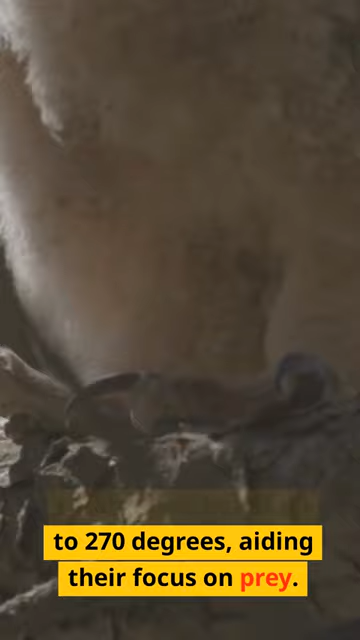 to 270 degrees, aiding
their focus on prey.